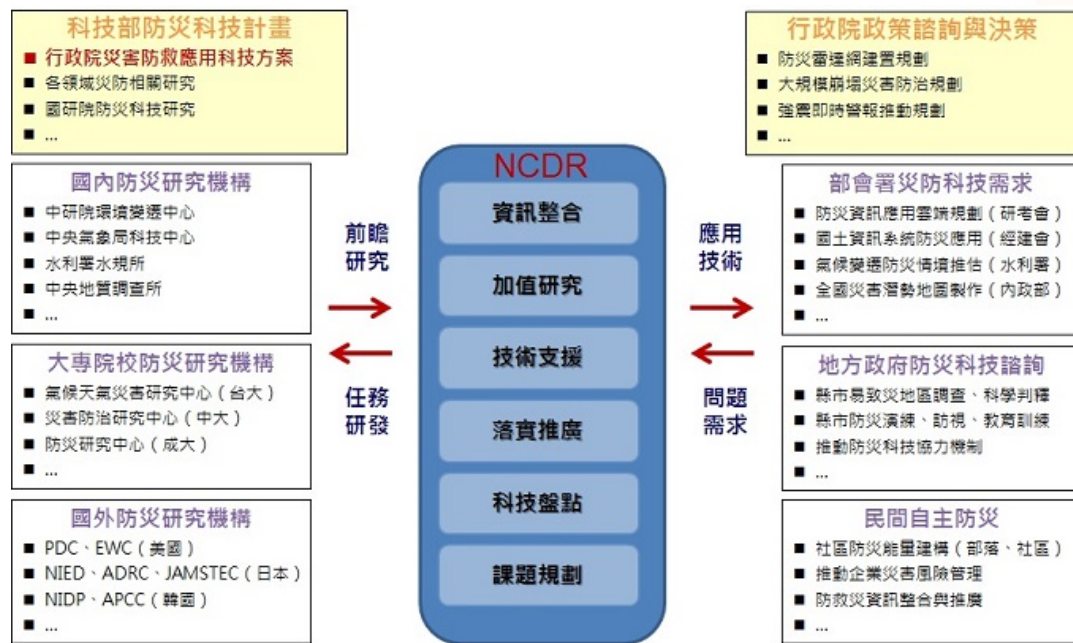 科技部防災科技計畫
■ 行政院災害防救應用科技方案
■ 各領域災防相關研究
■ 國研院防災科技研究
■ ...
國內防災研究機構
■ 中研院環境變遷中心
■ 中央氣象局科技中心
■ 水利署水規所
■ 中央地質調查所
■ ...
大專院校防災研究機構
■ 氣候天氣災害研究中心（台大）
■ 災害防治研究中心（中大）
■ 防災研究中心（成大）
■ ...
國外防災研究機構
■ PDC、EWC（美國）
■ NIED、ADRC、JAMSTEC（日本）
■ NIDP、APCC（韓國）
■ ...
前瞻
研究
任務
研發
NCDR
資訊整合
加值研究
技術支援
落實推廣
科技盤點
課題規劃
應用
技術
問題
需求
行政院政策諮詢與決策
■ 防災雷達網建置規劃
■ 大規模崩塌災害防治規劃
■ 強震即時警報推動規劃
■ ...
部會署災防科技需求
■ 防災資訊應用雲端規劃（研考會）
■ 國土資訊系統防災應用（經建會）
■ 氣候變遷防災情境推估（水利署）
■ 全國災害潛勢地圖製作（內政部）
■ ...
地方政府防災科技諮詢
■ 縣市易致災地區調查、科學判釋
■ 縣市防災演練、訪視、教育訓練
■ 推動防災科技協力機制
■ ...
民間自主防災
■ 社區防災能量建構（部落、社區）
■ 推動企業災害風險管理
■ 防救災資訊整合與推廣
■ ...